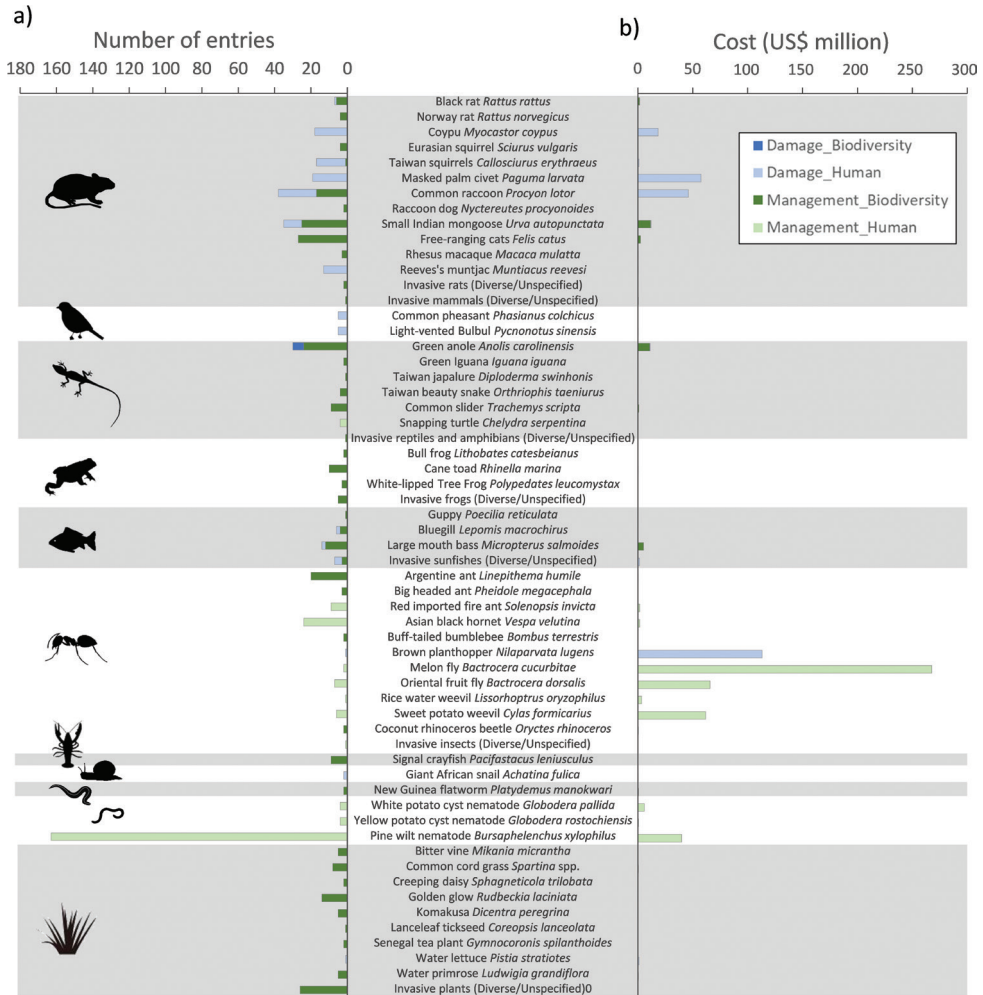 a)
b)
Number of entries
Cost (US$ million)
180 160 140 120 100 80 60 40 20 0
0 50 100 150 200 250 300
Damage_Biodiversity
Damage_Human
Management_Biodiversity
Management_Human
Black rat Rattus rattus
Norway rat Rattus norvegicus
Coypu Myocastor coypus
Eurasian squirrel Sciurus vulgaris
Taiwan squirrels Callosciurus erythraeus
Masked palm civet Paguma larvata
Common raccoon Procyon lotor
Raccoon dog Nyctereutes procyonoides
Small Indian mongoose Urva autopunctata
Free-ranging cats Felis catus
Rhesus macaque Macaca mulatta
Reeves's muntjac Muntiacus reevesi
Invasive rats (Diverse/Unspecified)
Invasive mammals (Diverse/Unspecified)
Common pheasant Phasianus colchicus
Light-vented Bulbul Pycnonotus sinensis
Green anole Anolis carolinensis
Green Iguana Iguana iguana
Taiwan japalure Diploderma swinhonis
Taiwan beauty snake Orthriophis taeniurus
Common slider Trachemys scripta
Snapping turtle Chelydra serpentina
Invasive reptiles and amphibians (Diverse/Unspecified)
Bull frog Lithobates catesbeianus
Cane toad Rhinella marina
White-lipped Tree Frog Polypedates leucomystax
Invasive frogs (Diverse/Unspecified)
Guppy Poecilia reticulata
Bluegill Lepomis macrochirus
Large mouth bass Micropterus salmoides
Invasive sunfishes (Diverse/Unspecified)
Argentine ant Linepithema humile
Big headed ant Pheidole megacephala
Red imported fire ant Solenopsis invicta
Asian black hornet Vespa velutina
Buff-tailed bumblebee Bombus terrestris
Brown planthopper Nilaparvata lugens
Melon fly Bactrocera cucurbitae
Oriental fruit fly Bactrocera dorsalis
Rice water weevil Lissorhoptrus oryzophilus
Sweet potato weevil Cylas formicarius
Coconut rhinoceros beetle Oryctes rhinoceros
Invasive insects (Diverse/Unspecified)
Signal crayfish Pacifastacus leniusculus
Giant African snail Achatina fulica
New Guinea flatworm Platydemus manokwari
White potato cyst nematode Globodera pallida
Yellow potato cyst nematode Globodera rostochiensis
Pine wilt nematode Bursaphelenchus xylophilus
Bitter vine Mikania micrantha
Common cord grass Spartina spp.
Creeping daisy Sphagneticola trilobata
Golden glow Rudbeckia laciniata
Komakusa Dicentra peregrina
Lanceleaf tickseed Coreopsis lanceolata
Senegal tea plant Gymnocoronis spilanthoides
Water lettuce Pistia stratiotes
Water primrose Ludwigia grandiflora
Invasive plants (Diverse/Unspecified)0